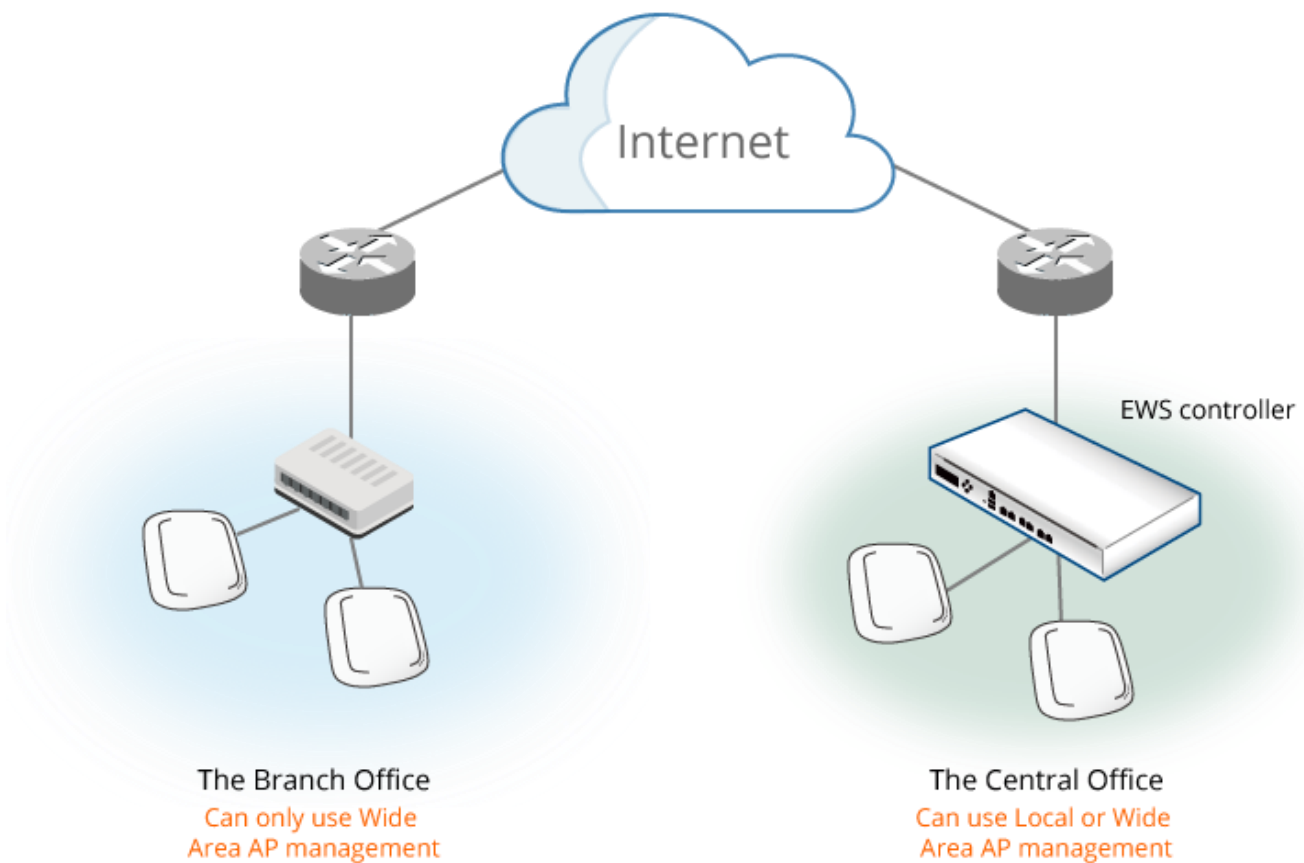 Internet
EWS controller
The Branch Office
Can only use Wide
Area AP management
The Central Office
Can use Local or Wide
Area AP management